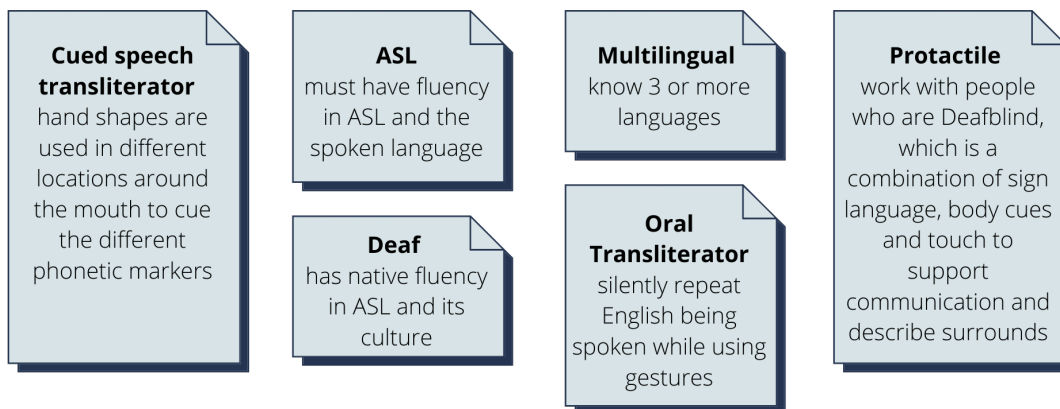 Cued speech
transliterator
hand shapes are
used in different
locations around
the mouth to cue
the different
phonetic markers
ASL
must have fluency
in ASL and the
spoken language
Deaf
has native fluency
in ASL and its
culture
Multilingual
know 3 or more
languages
Oral
Transliterator
silently repeat
English being
spoken while using
gestures
Protactile
work with people
who are Deafblind,
which is a
combination of sign
language, body cues
and touch to
support
communication and
describe surrounds